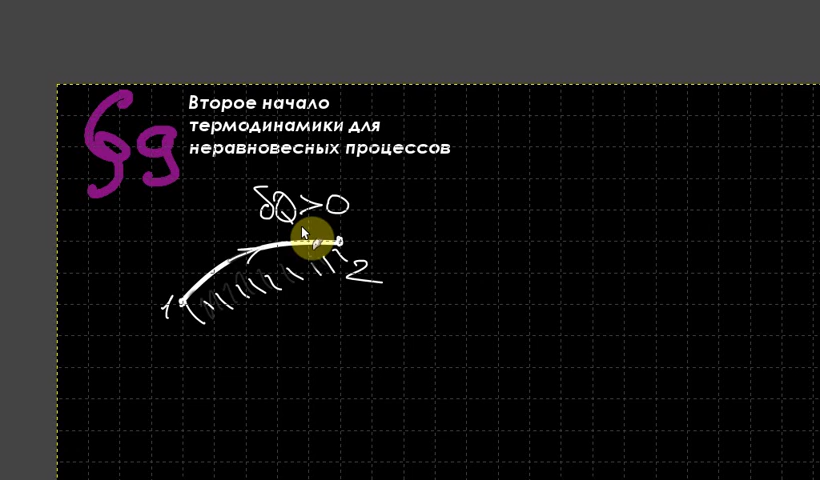 §9
Второе начало
термодинамики для
неравновесных процессов
δQ>0
1
2